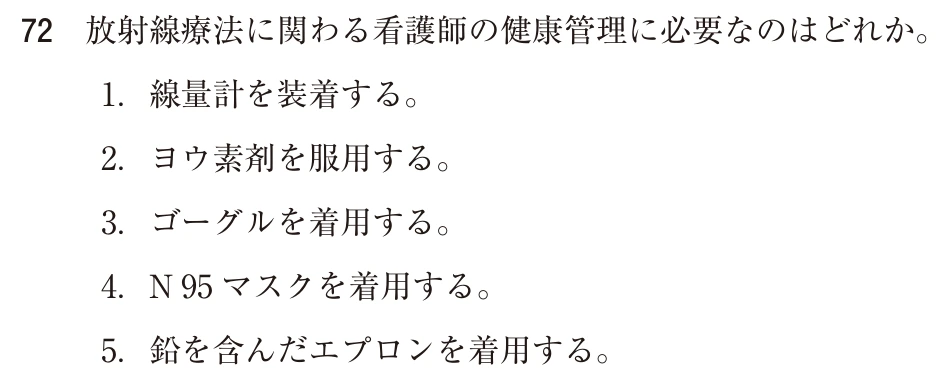 72 放射線療法に関わる看護師の健康管理に必要なのはどれか。
1. 線量計を装着する。
2. ヨウ素剤を服用する。
3. ゴーグルを着用する。
4. N 95 マスクを着用する。
5. 鉛を含んだエプロンを着用する。